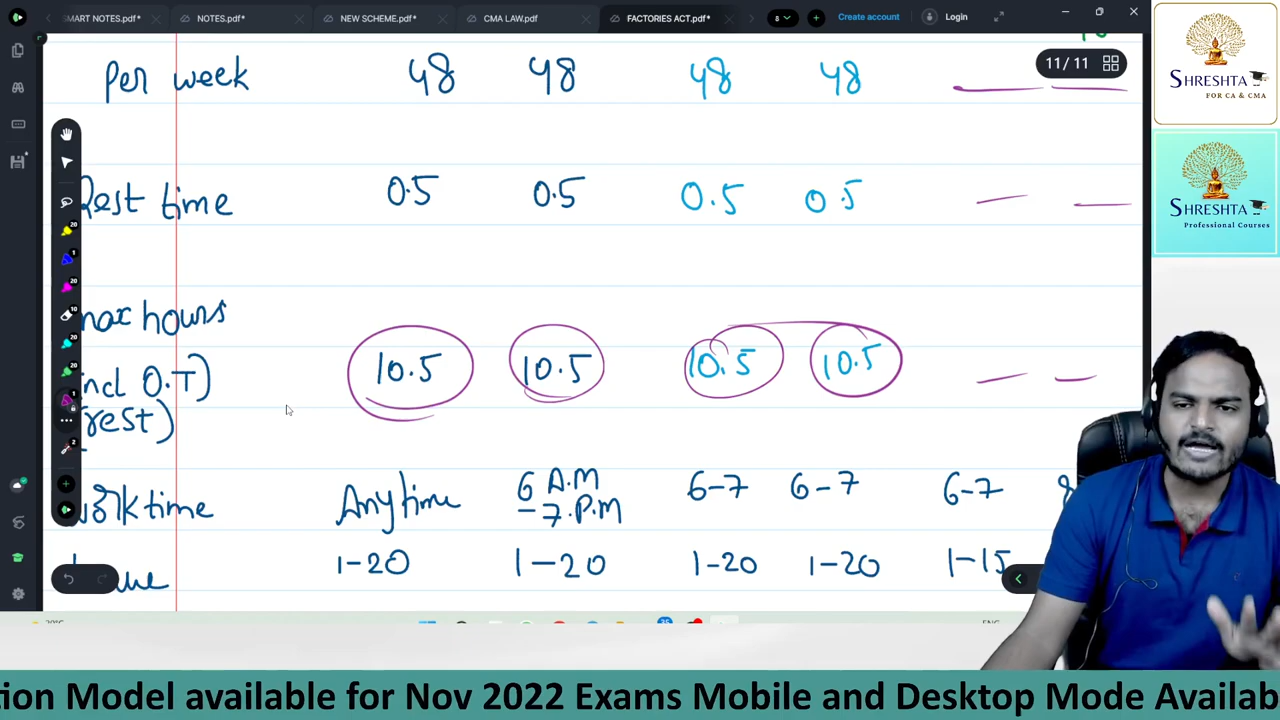 SMART NOTES.pdf* NOTES.pdf* NEW SCHEME.pdf* CMA LAW.pdf FACTORIES ACT.pdf* 8 Create account Login
11/11
SHRESHTA
FOR CA & CMA
SHRESHTA
Professional Courses
Per week 48 48 48 48
Rest time 0.5 0.5 0.5 0.5
max hours
incl O.T) 10.5 10.5 10.5 10.5
rest)
work time Anytime 6 A.M – 7 P.M 6-7 6-7 6-7 8
1-20 1-20 1-20 1-20 1-15
ENG
tion Model available for Nov 2022 Exams Mobile and Desktop Mode Availab